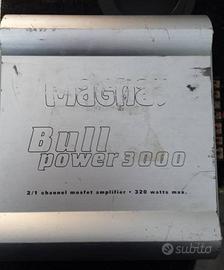 Magnat
Bull
power 3000
2/1 channel mosfet amplifier • 320 watts max.
subito